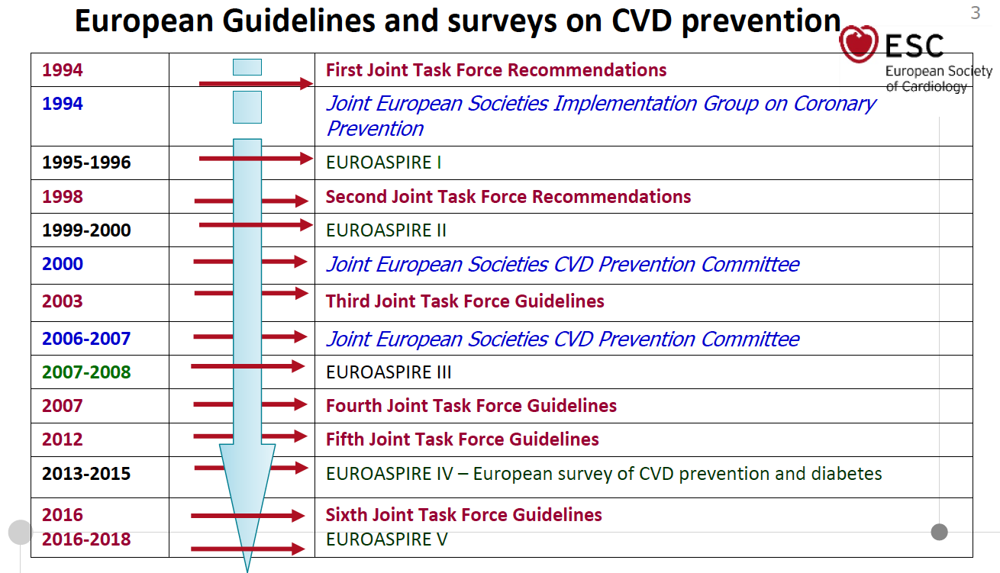 European Guidelines and surveys on CVD prevention
3
ESC
European Society
of Cardiology
1994 First Joint Task Force Recommendations
1994 Joint European Societies Implementation Group on Coronary
Prevention
1995-1996 EUROASPIRE I
1998 Second Joint Task Force Recommendations
1999-2000 EUROASPIRE II
2000 Joint European Societies CVD Prevention Committee
2003 Third Joint Task Force Guidelines
2006-2007 Joint European Societies CVD Prevention Committee
2007-2008 EUROASPIRE III
2007 Fourth Joint Task Force Guidelines
2012 Fifth Joint Task Force Guidelines
2013-2015 EUROASPIRE IV – European survey of CVD prevention and diabetes
2016 Sixth Joint Task Force Guidelines
2016-2018 EUROASPIRE V